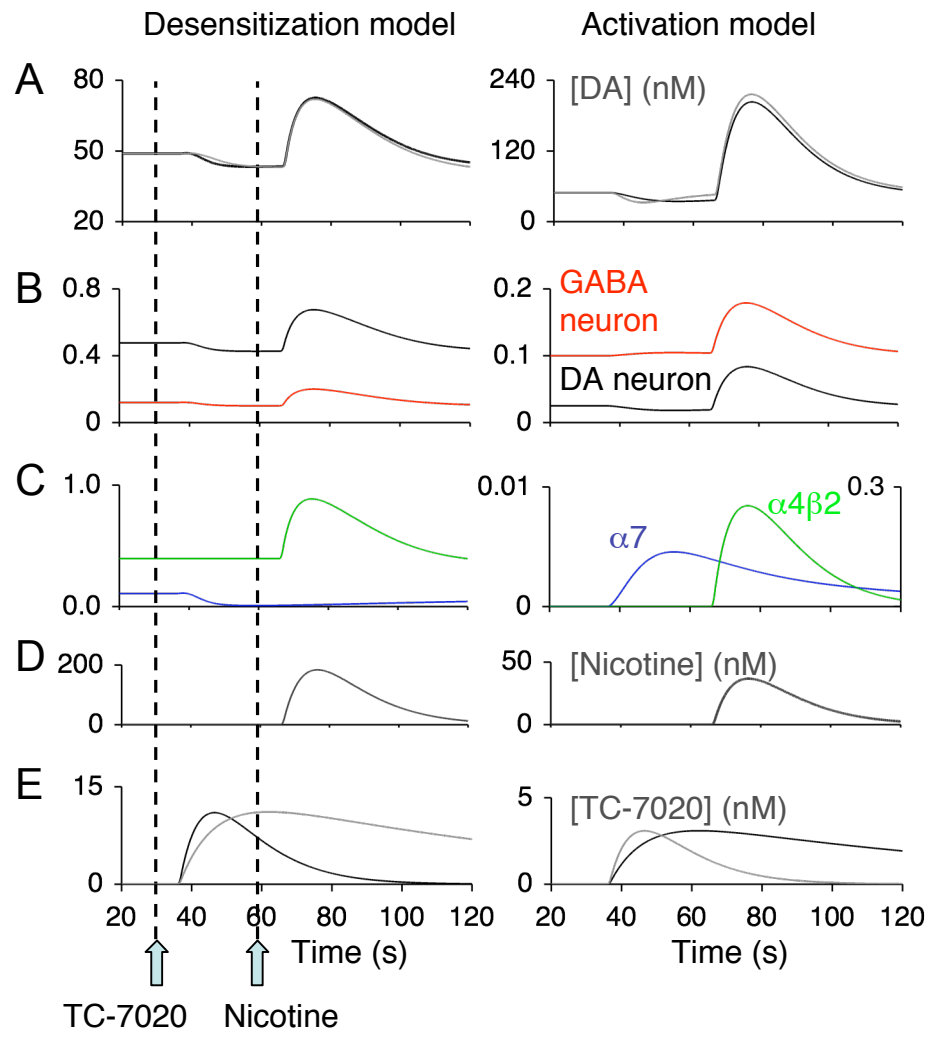 Desensitization model Activation model
A 80 50 20 240 120 0 [DA] (nM)
B 0.8 0.4 0 0.2 0.1 0 GABA
neuron
DA neuron
C 1.0 0.0 0.01 0 0.3 0 α7 α4β2
D 200 0 50 0 [Nicotine] (nM)
E 15 0 5 0 [TC-7020] (nM)
20 40 60 80 100 120 20 40 60 80 100 120
Time (s) Time (s)
TC-7020 Nicotine